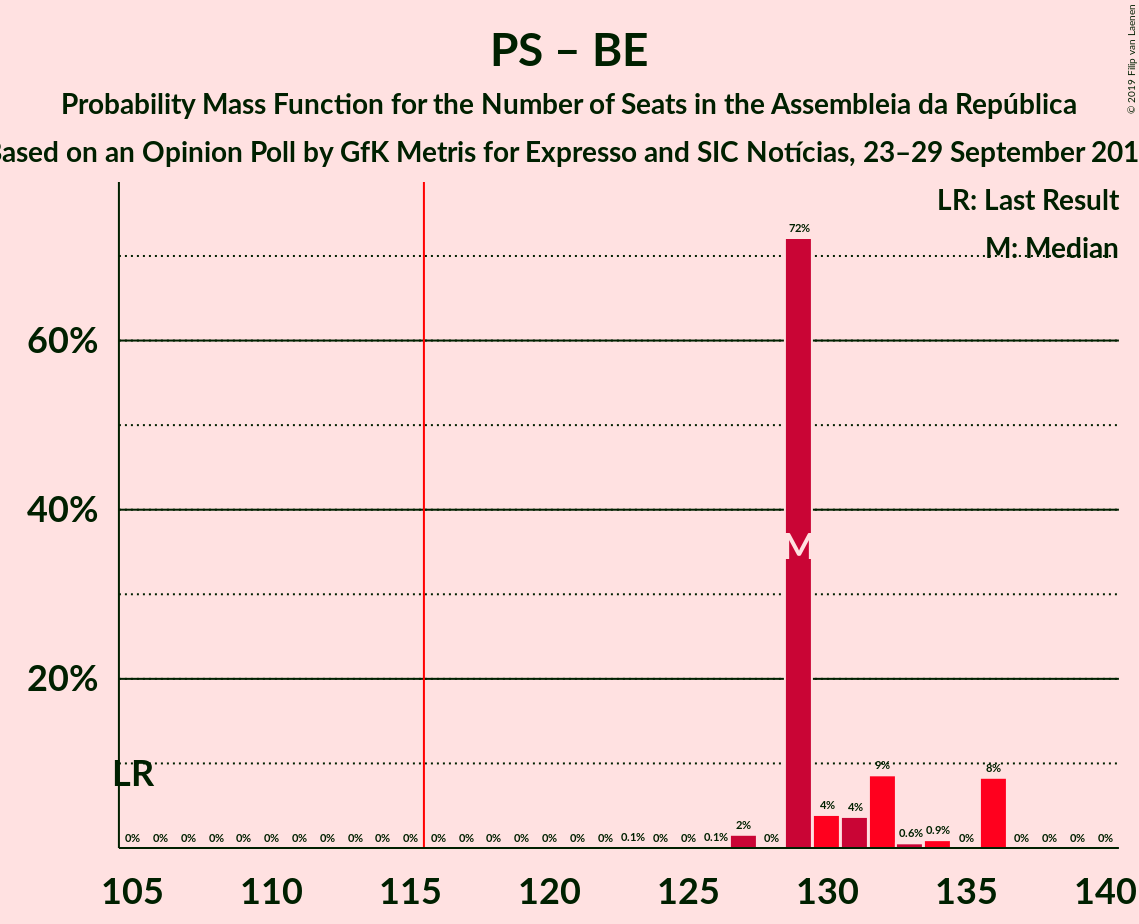 PS – BE
Probability Mass Function for the Number of Seats in the Assembleia da República
ased on an Opinion Poll by GfK Metris for Expresso and SIC Notícias, 23–29 September 201
© 2019 Filip van Laenen
LR: Last Result
M: Median
60%
40%
20%
LR
M
0% 0% 0% 0% 0% 0% 0% 0% 0% 0% 0% 0% 0% 0% 0% 0% 0% 0% 0.1% 0% 0% 0.1% 2% 0% 72% 4% 4% 9% 0.6% 0.9% 0% 8% 0% 0% 0% 0%
105 110 115 120 125 130 135 140